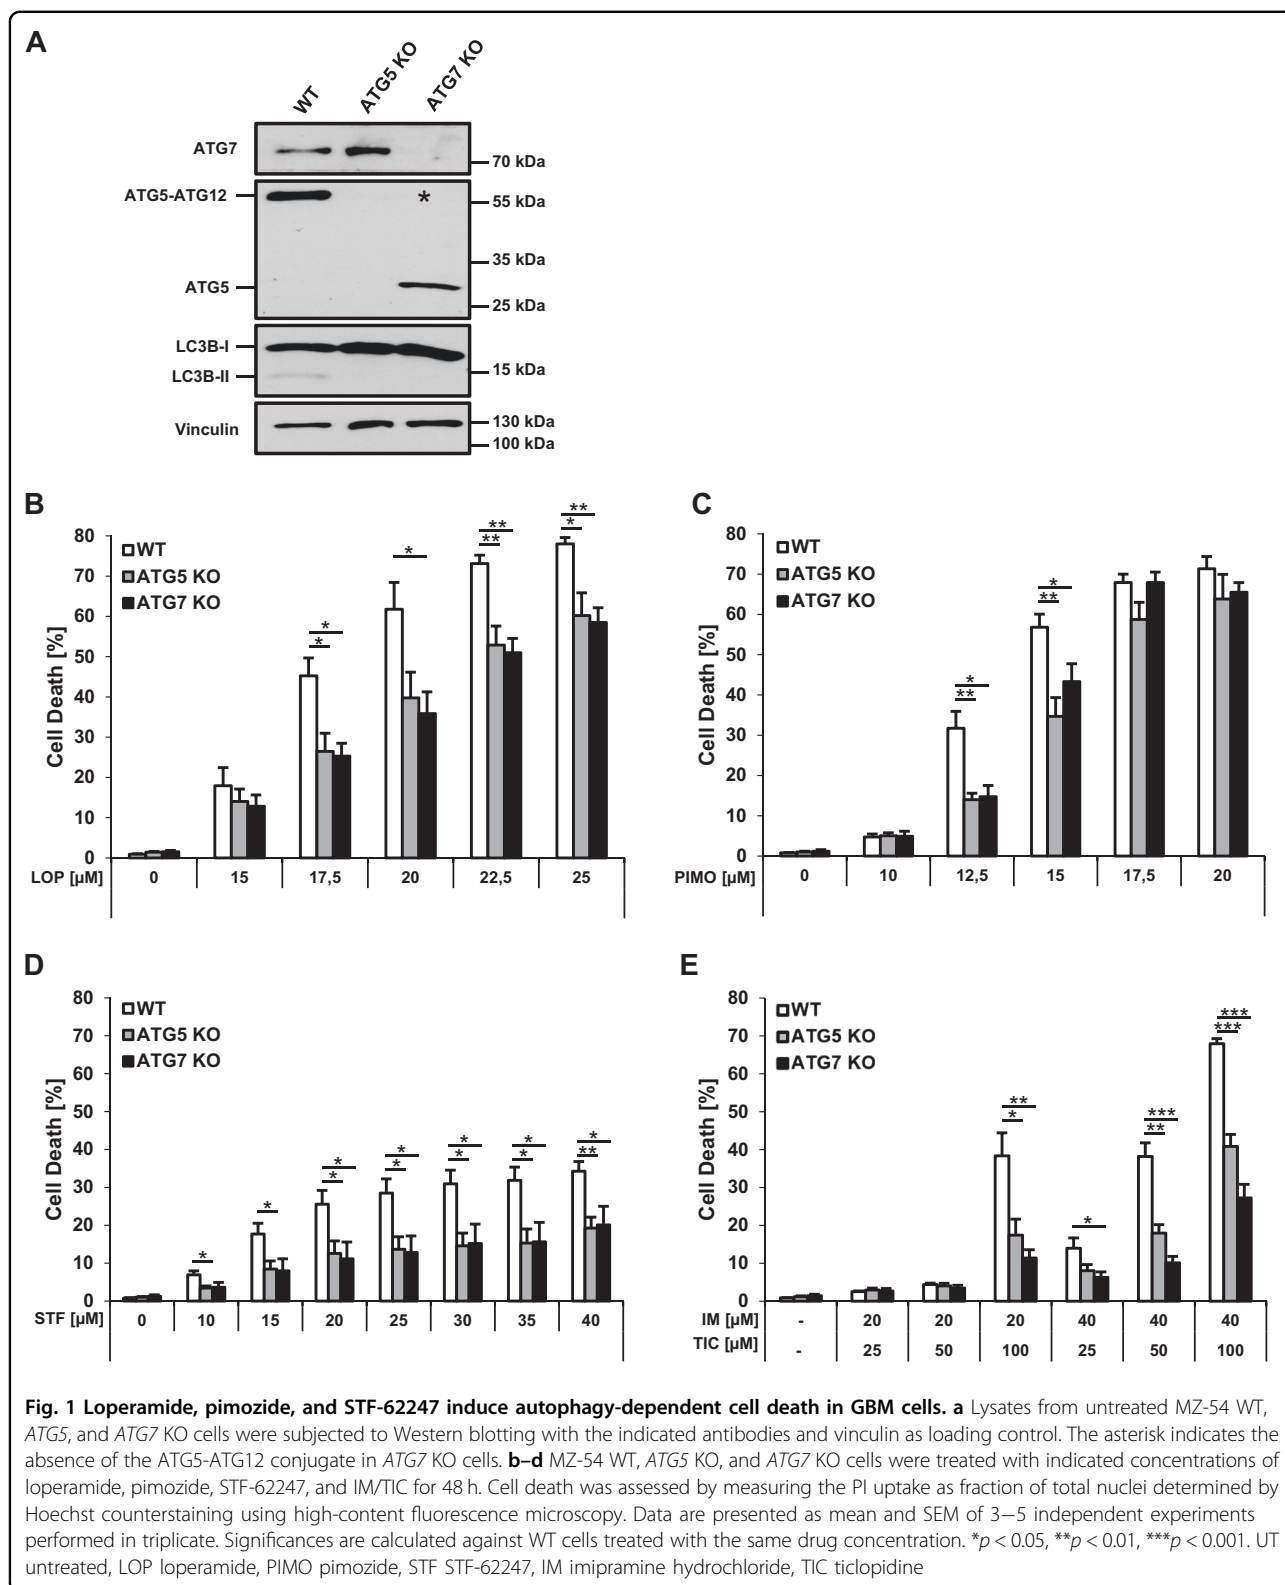 A
WT
ATG5 KO
ATG7 KO
ATG7
70 kDa
ATG5-ATG12
*
55 kDa
35 kDa
ATG5
25 kDa
LC3B-I
LC3B-II
15 kDa
Vinculin
130 kDa
100 kDa
B
80
70
60
50
40
30
20
10
0
Cell Death [%]
WT
ATG5 KO
ATG7 KO
*
*
*
**
**
**
*
LOP [µM]
0 15 17,5 20 22,5 25
C
80
70
60
50
40
30
20
10
0
Cell Death [%]
WT
ATG5 KO
ATG7 KO
*
**
*
**
PIMO [µM]
0 10 12,5 15 17,5 20
D
80
70
60
50
40
30
20
10
0
Cell Death [%]
WT
ATG5 KO
ATG7 KO
*
*
*
*
*
*
*
*
*
*
*
**
STF [µM]
0 10 15 20 25 30 35 40
E
80
70
60
50
40
30
20
10
0
Cell Death [%]
WT
ATG5 KO
ATG7 KO
**
*
*
***
**
***
***
IM [µM] - 20 20 20 40 40 40
TIC [µM] - 25 50 100 25 50 100
Fig. 1 Loperamide, pimozide, and STF-62247 induce autophagy-dependent cell death in GBM cells. a Lysates from untreated MZ-54 WT,
ATG5, and ATG7 KO cells were subjected to Western blotting with the indicated antibodies and vinculin as loading control. The asterisk indicates the
absence of the ATG5-ATG12 conjugate in ATG7 KO cells. b–d MZ-54 WT, ATG5 KO, and ATG7 KO cells were treated with indicated concentrations of
loperamide, pimozide, STF-62247, and IM/TIC for 48 h. Cell death was assessed by measuring the PI uptake as fraction of total nuclei determined by
Hoechst counterstaining using high-content fluorescence microscopy. Data are presented as mean and SEM of 3−5 independent experiments
performed in triplicate. Significances are calculated against WT cells treated with the same drug concentration. *p < 0.05, **p < 0.01, ***p < 0.001. UT
untreated, LOP loperamide, PIMO pimozide, STF STF-62247, IM imipramine hydrochloride, TIC ticlopidine